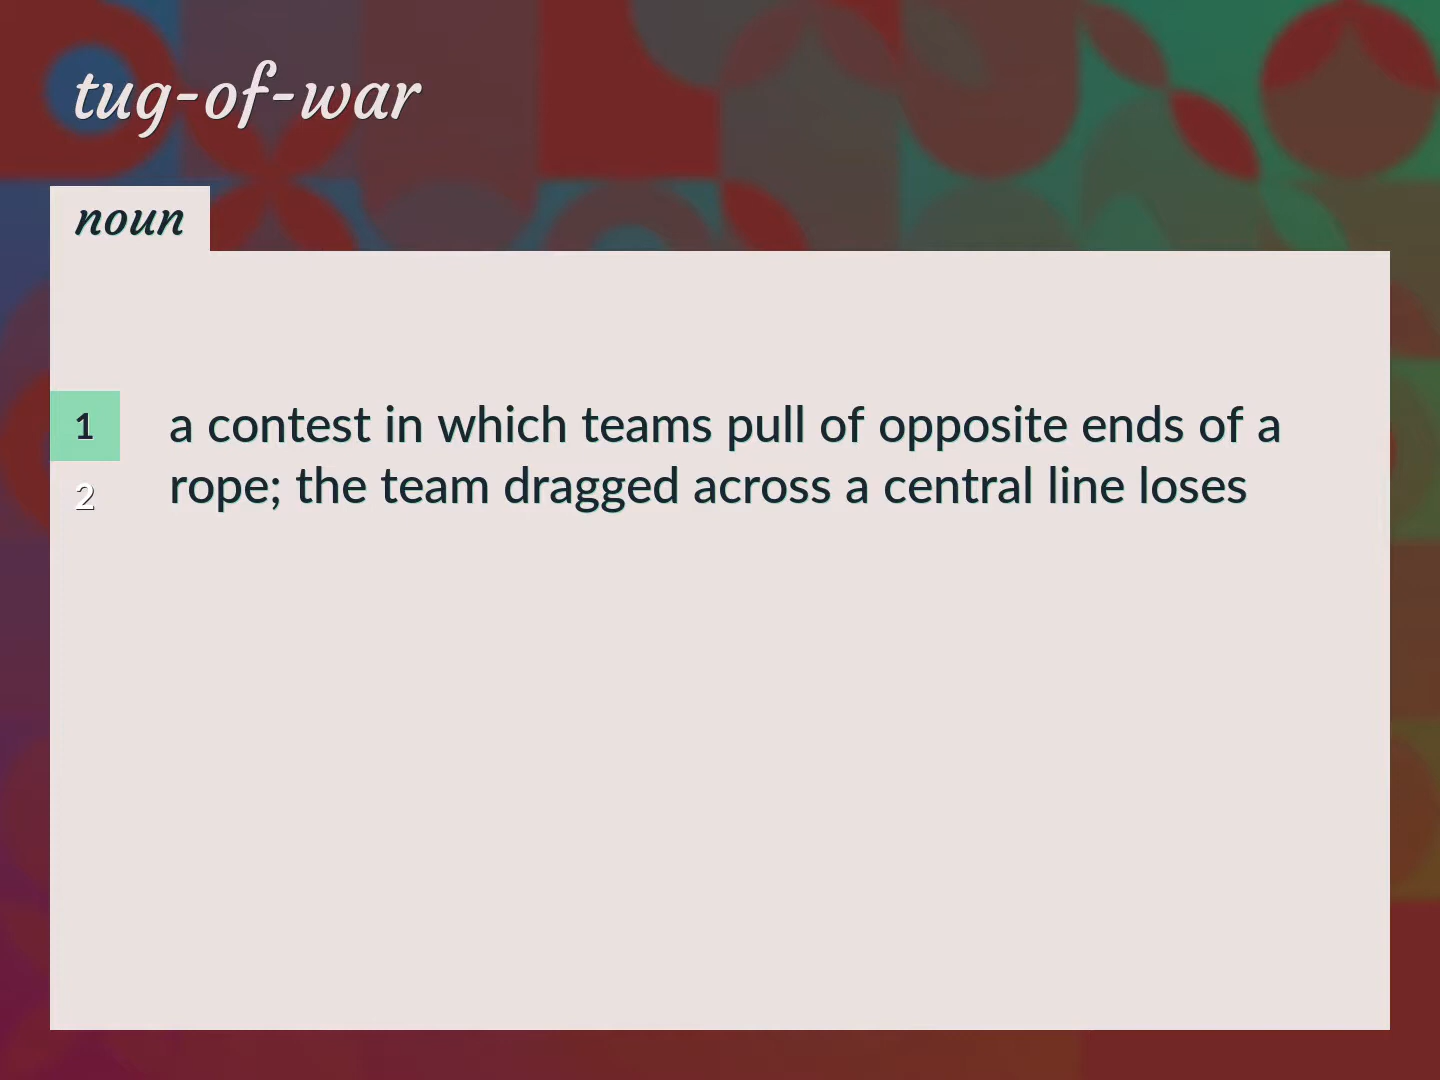 tug-of-war
noun
1
a contest in which teams pull of opposite ends of a
rope; the team dragged across a central line loses
2